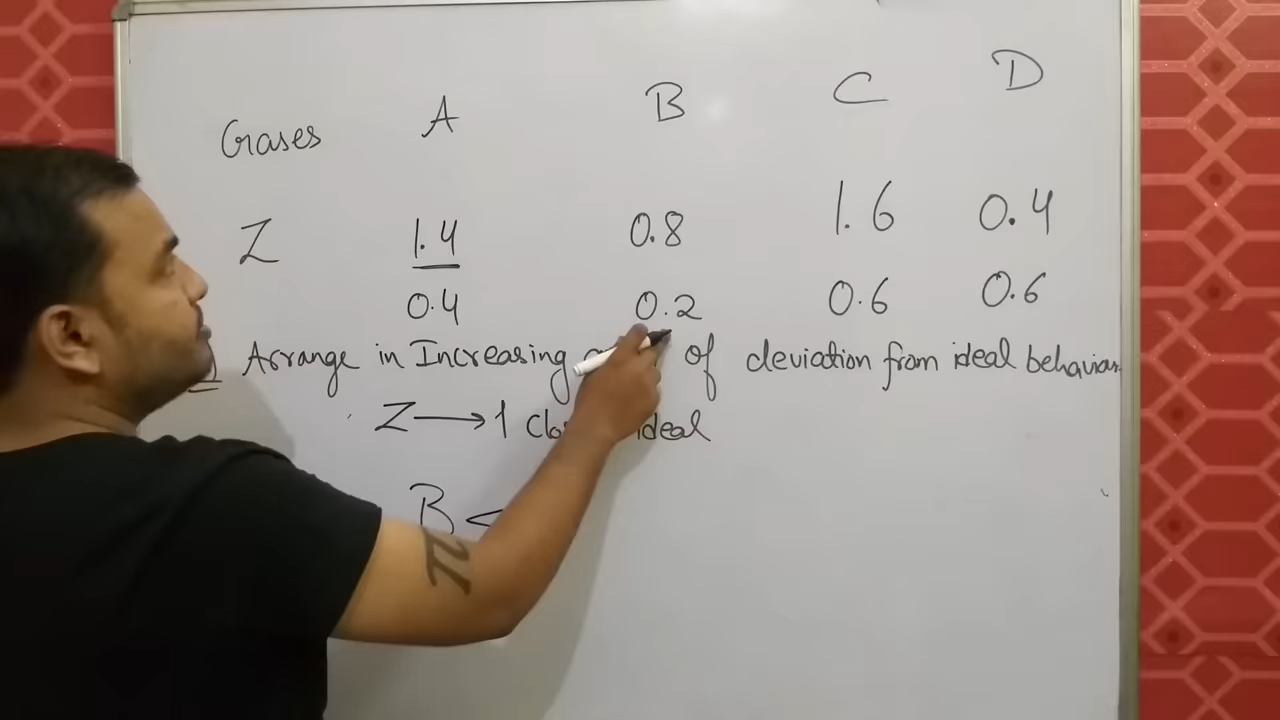 Gases A B C D
Z 1.4 0.8 1.6 0.4
0.4 0.2 0.6 0.6
Arrange in Increasing of deviation from ideal behaviour
Z → 1 ideal
B <
π